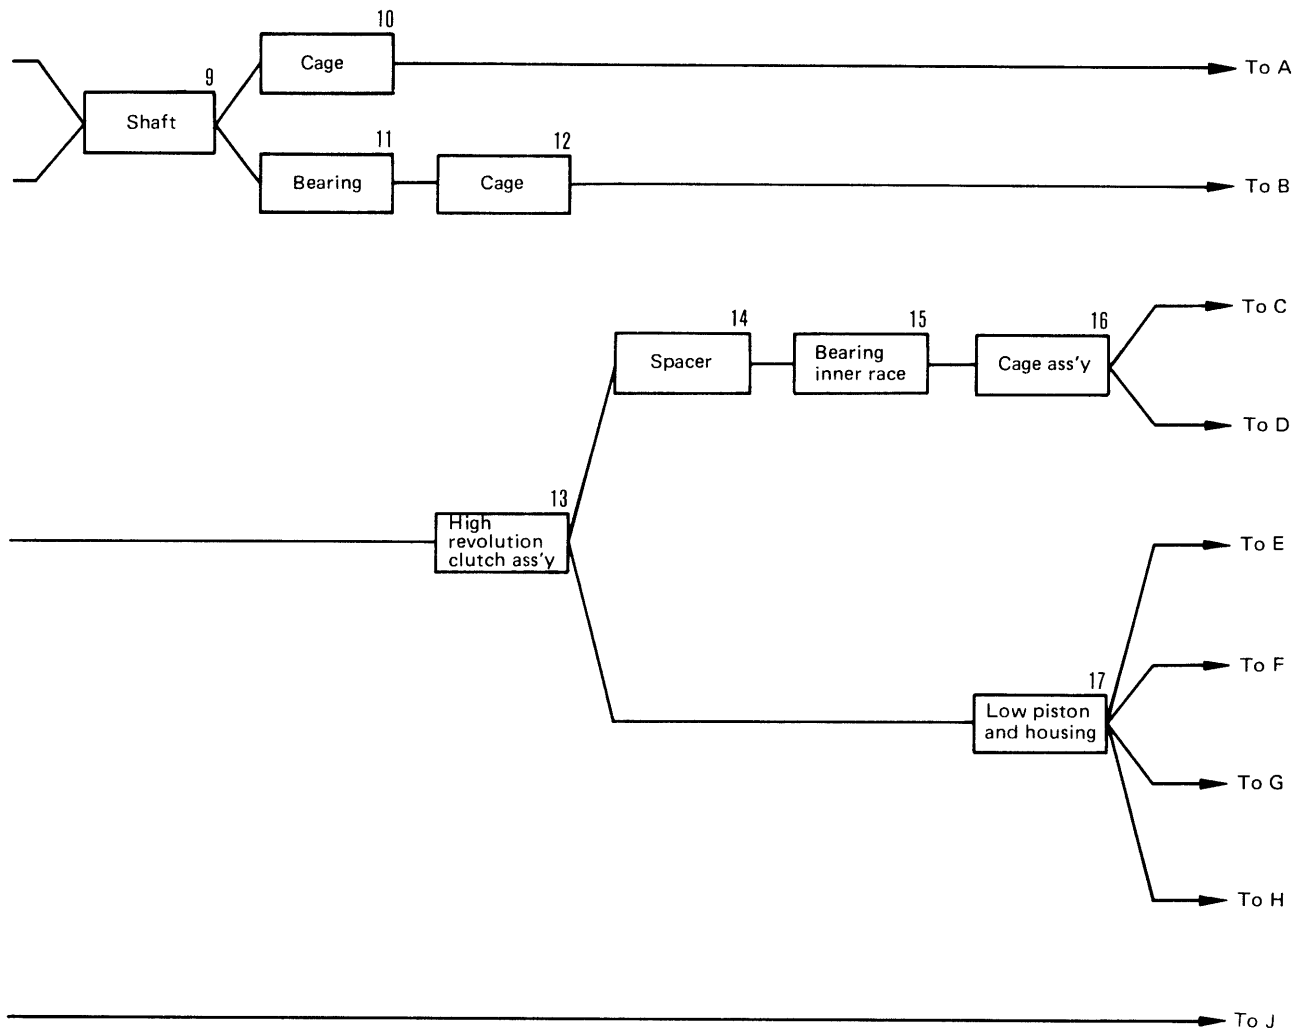 10
Cage
To A
9
Shaft
11
Bearing
12
Cage
To B
To C
14
Spacer
15
Bearing
inner race
16
Cage ass'y
To D
13
High
revolution
clutch ass'y
To E
To F
17
Low piston
and housing
To G
To H
To J